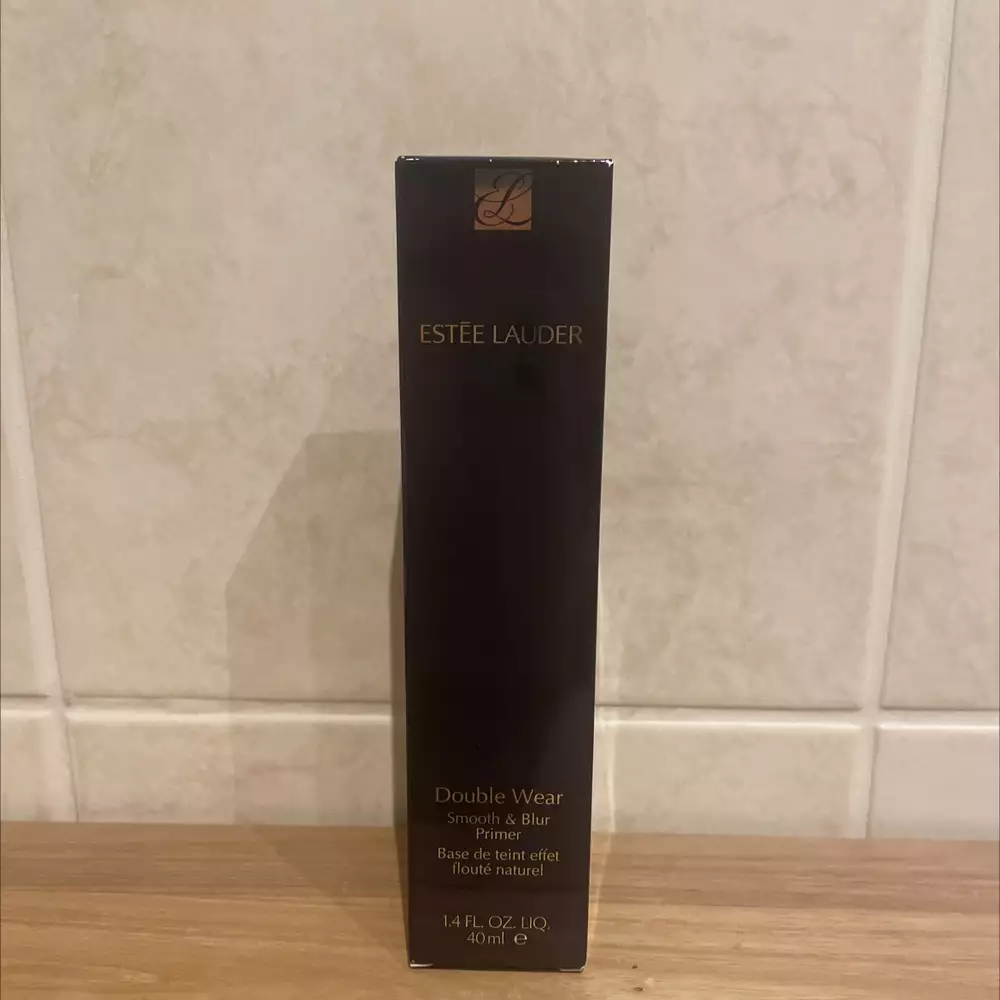 EL
ESTĒE LAUDER
Double Wear
Smooth & Blur
Primer
Base de teint effet
flouté naturel
1.4 FL. OZ. LIQ.
40 ml ℮